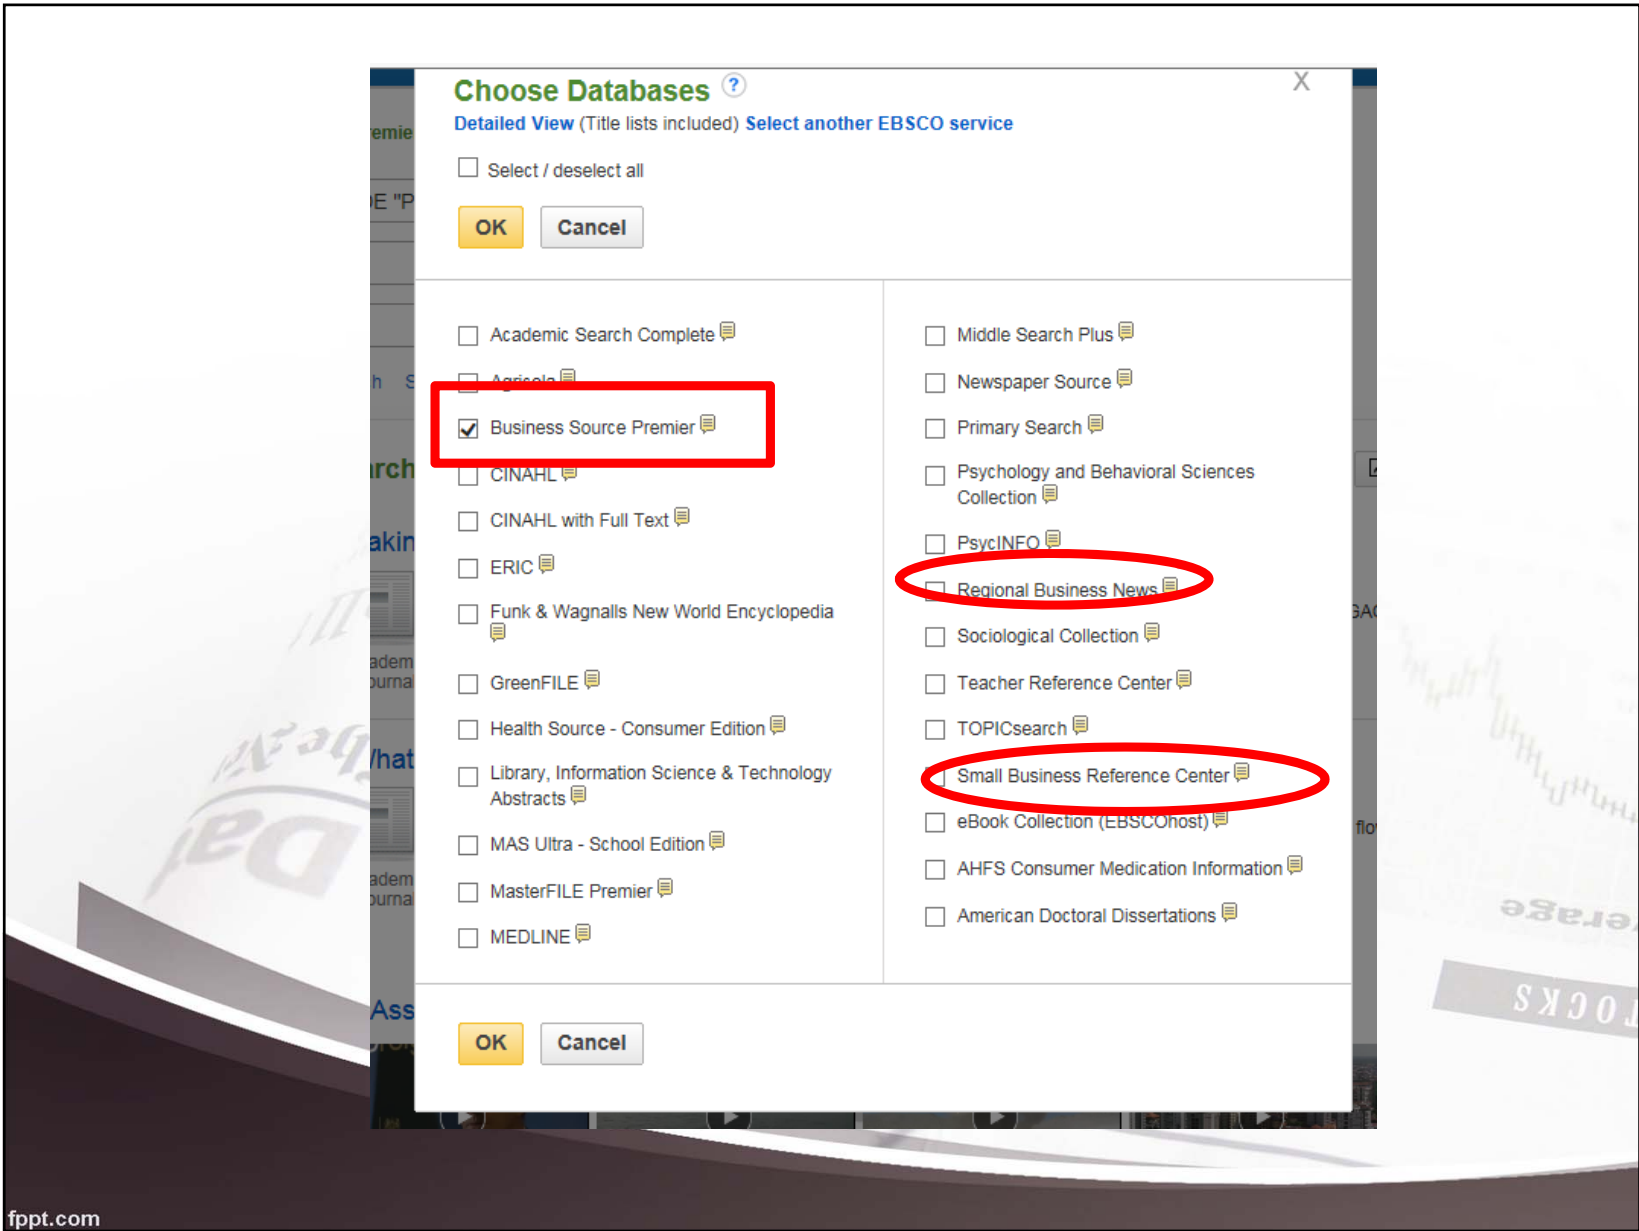 Choose Databases ?
X
Detailed View (Title lists included) Select another EBSCO service
Select / deselect all
OK Cancel
Academic Search Complete
Agricola
Business Source Premier
CINAHL
CINAHL with Full Text
ERIC
Funk & Wagnalls New World Encyclopedia
GreenFILE
Health Source - Consumer Edition
Library, Information Science & Technology
Abstracts
MAS Ultra - School Edition
MasterFILE Premier
MEDLINE
Middle Search Plus
Newspaper Source
Primary Search
Psychology and Behavioral Sciences
Collection
PsycINFO
Regional Business News
Sociological Collection
Teacher Reference Center
TOPICsearch
Small Business Reference Center
eBook Collection (EBSCOhost)
AHFS Consumer Medication Information
American Doctoral Dissertations
OK Cancel
fppt.com